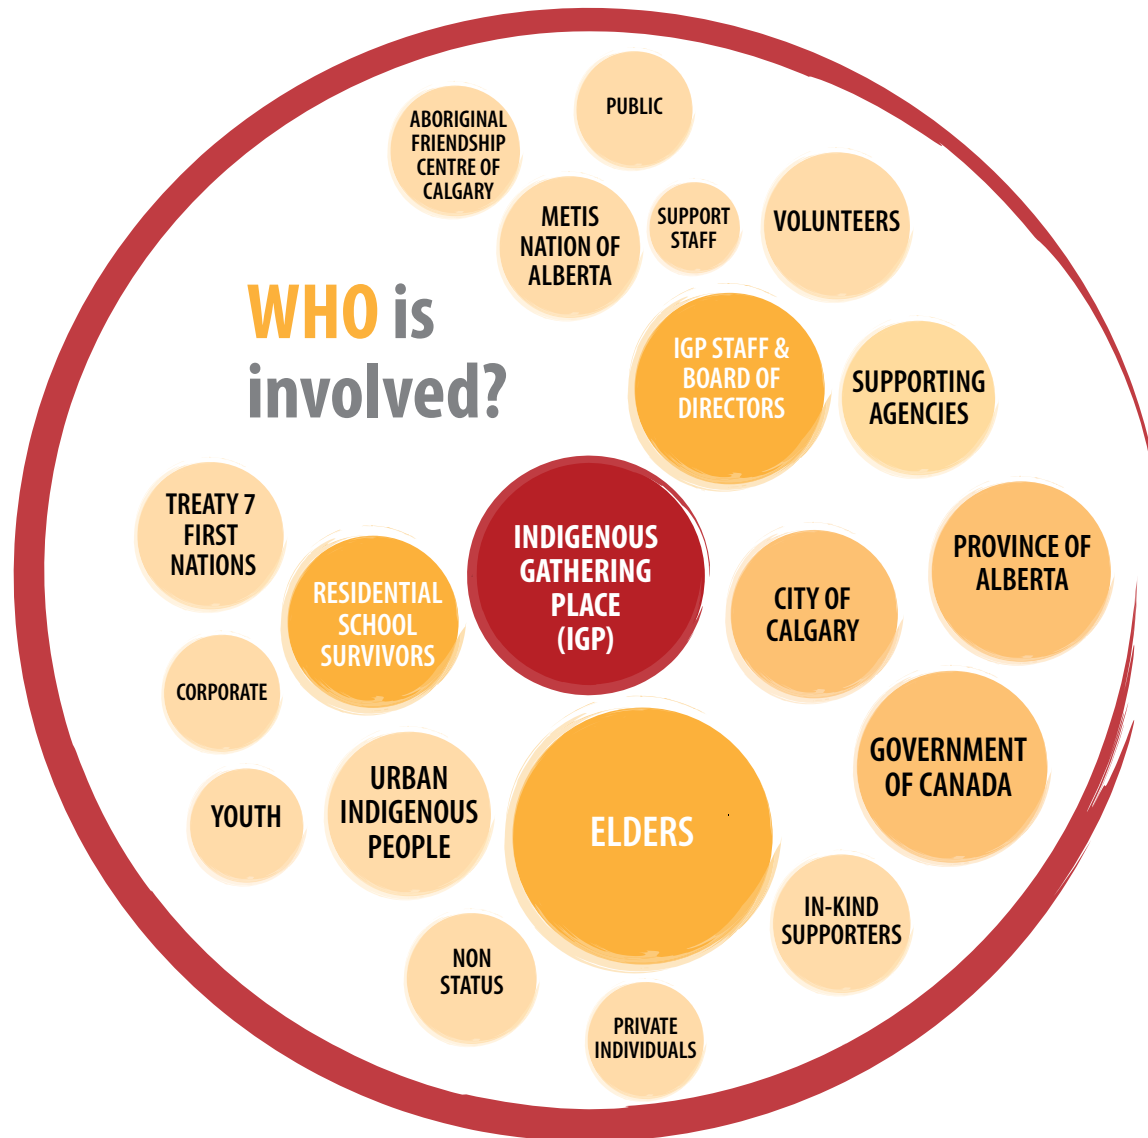 PUBLIC
ABORIGINAL
FRIENDSHIP
CENTRE OF
CALGARY
METIS
NATION OF
ALBERTA
SUPPORT
STAFF
VOLUNTEERS
WHO is
involved?
IGP STAFF &
BOARD OF
DIRECTORS
SUPPORTING
AGENCIES
TREATY 7
FIRST
NATIONS
RESIDENTIAL
SCHOOL
SURVIVORS
INDIGENOUS
GATHERING
PLACE
(IGP)
CITY OF
CALGARY
PROVINCE OF
ALBERTA
CORPORATE
YOUTH
URBAN
INDIGENOUS
PEOPLE
ELDERS
GOVERNMENT
OF CANADA
IN-KIND
SUPPORTERS
NON
STATUS
PRIVATE
INDIVIDUALS